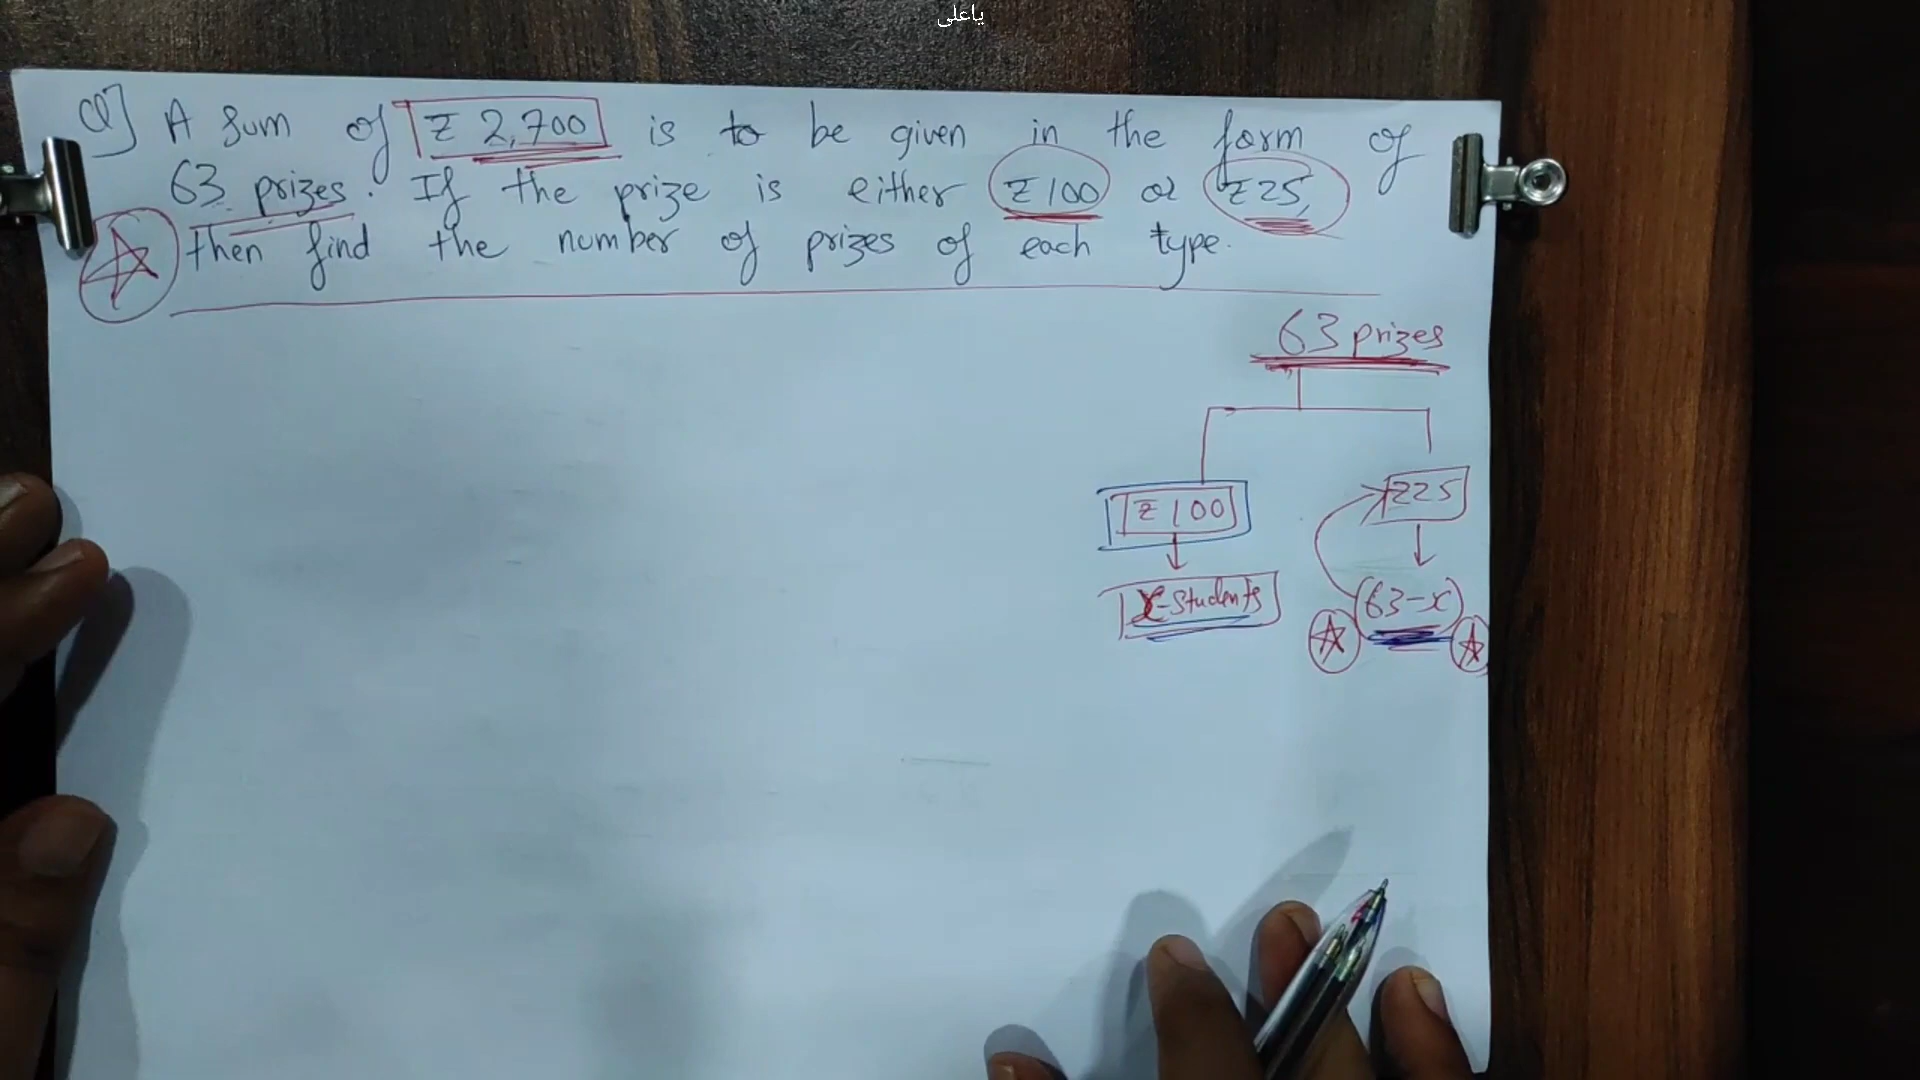 ياعلى
Q] A sum of ₹ 2,700 is to be given in the form of
63 prizes. If the prize is either ₹100 or ₹25,
then find the number of prizes of each type.
63 prizes
₹100 ₹25
x-students (63-x)